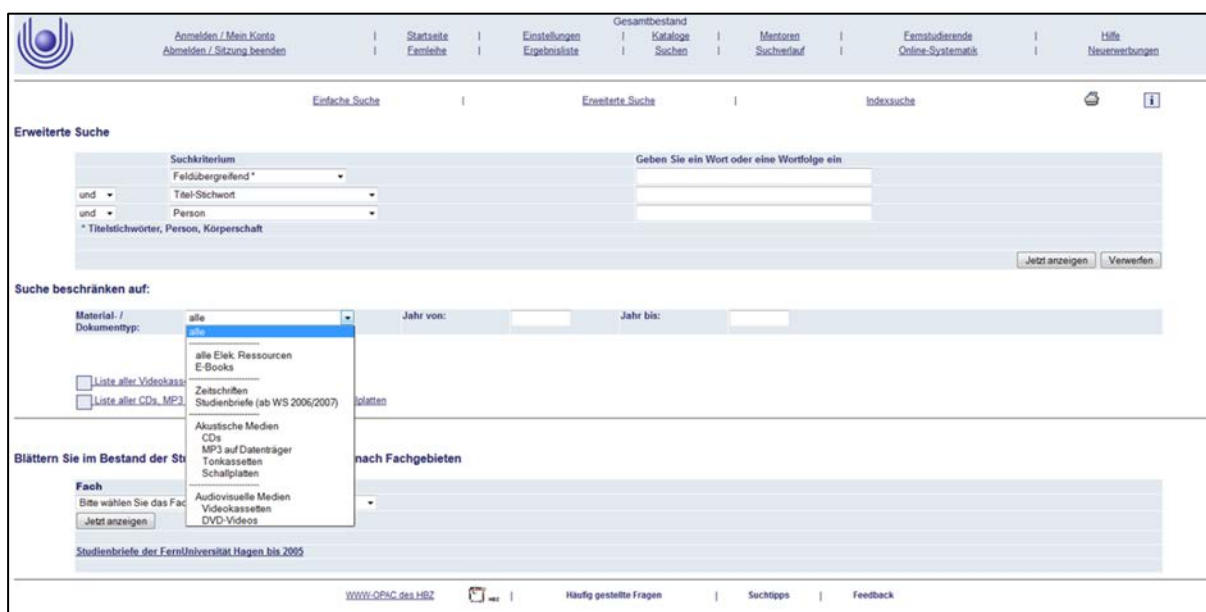 Gesamtbestand
Anmelden / Mein Konto | Startseite | Einstellungen | Kataloge | Mentoren | Fernstudierende | Hilfe
Abmelden / Sitzung beenden | Fernleihe | Ergebnisliste | Suchen | Suchverlauf | Online-Systematik | Neuerwerbungen
Einfache Suche | Erweiterte Suche | Indexsuche
Erweiterte Suche
Suchkriterium Geben Sie ein Wort oder eine Wortfolge ein
Feldübergreifend *
und Titel-Stichwort
und Person
* Titelstichwörter, Person, Körperschaft
Jetzt anzeigen Verwerfen
Suche beschränken auf:
Material- / Dokumenttyp: alle Jahr von: Jahr bis:
alle
--------------------
alle Elek. Ressourcen
E-Books
--------------------
Zeitschriften
Studienbriefe (ab WS 2006/2007)
--------------------
Akustische Medien
CDs
MP3 auf Datenträger
Tonkassetten
Schallplatten
--------------------
Audiovisuelle Medien
Videokassetten
DVD-Videos
Liste aller Videokass
Liste aller CDs, MP3 lplatten
Blättern Sie im Bestand der Stu nach Fachgebieten
Fach
Bitte wählen Sie das Fac
Jetzt anzeigen
Studienbriefe der FernUniversität Hagen bis 2005
WWW-OPAC des HBZ HBZ | Häufig gestellte Fragen | Suchtipps | Feedback